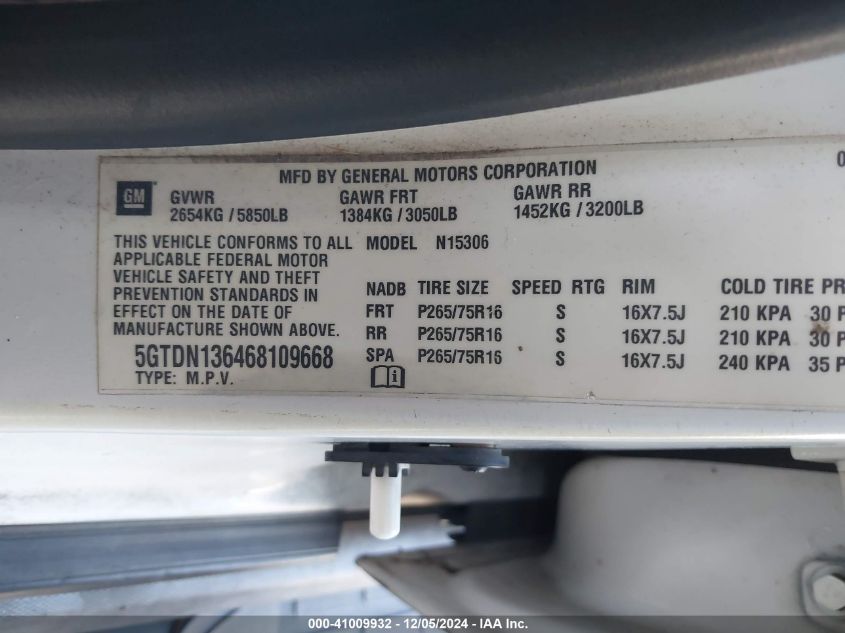 MFD BY GENERAL MOTORS CORPORATION
0
GM
GVWR GAWR FRT GAWR RR
2654KG / 5850LB 1384KG / 3050LB 1452KG / 3200LB
THIS VEHICLE CONFORMS TO ALL
APPLICABLE FEDERAL MOTOR
VEHICLE SAFETY AND THEFT
PREVENTION STANDARDS IN
EFFECT ON THE DATE OF
MANUFACTURE SHOWN ABOVE.
5GTDN136468109668
TYPE: M.P.V.
MODEL N15306
NADB TIRE SIZE SPEED RTG RIM COLD TIRE PR
FRT P265/75R16 S 16X7.5J 210 KPA 30 P
RR P265/75R16 S 16X7.5J 210 KPA 30 P
SPA P265/75R16 S 16X7.5J 240 KPA 35 P
i
000-41009932 - 12/05/2024 - IAA Inc.